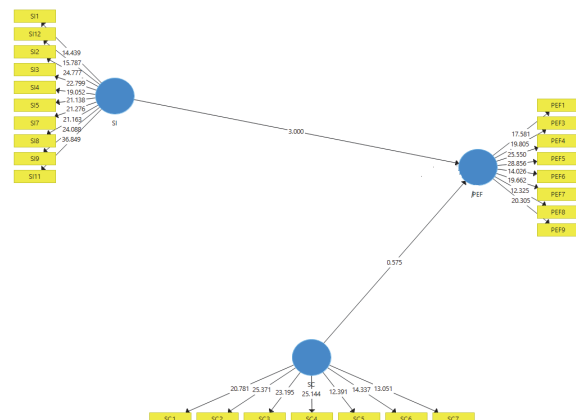 SI1
SI12
SI2
SI3
SI4
SI5
SI7
SI8
SI9
SI11
14.439
15.787
24.777
22.799
19.052
21.138
21.276
21.163
24.088
36.849
SI
3.000
PEF1
PEF3
PEF4
PEF5
PEF6
PEF7
PEF8
PEF9
17.581
19.805
25.550
28.856
14.026
19.662
12.325
20.305
PEF
0.575
SC
20.781
25.371
23.195
25.144
12.391
14.337
13.051
SC1
SC2
SC3
SC4
SC5
SC6
SC7